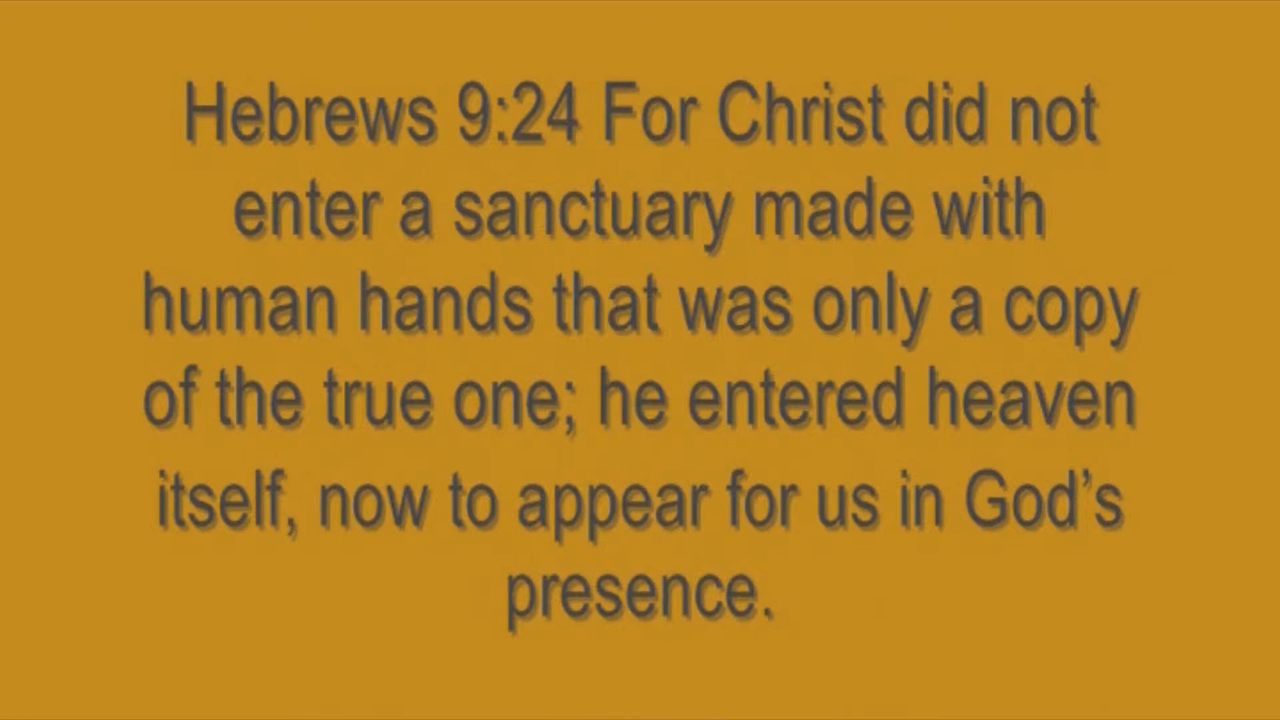 Hebrews 9:24 For Christ did not
enter a sanctuary made with
human hands that was only a copy
of the true one; he entered heaven
itself, now to appear for us in God’s
presence.